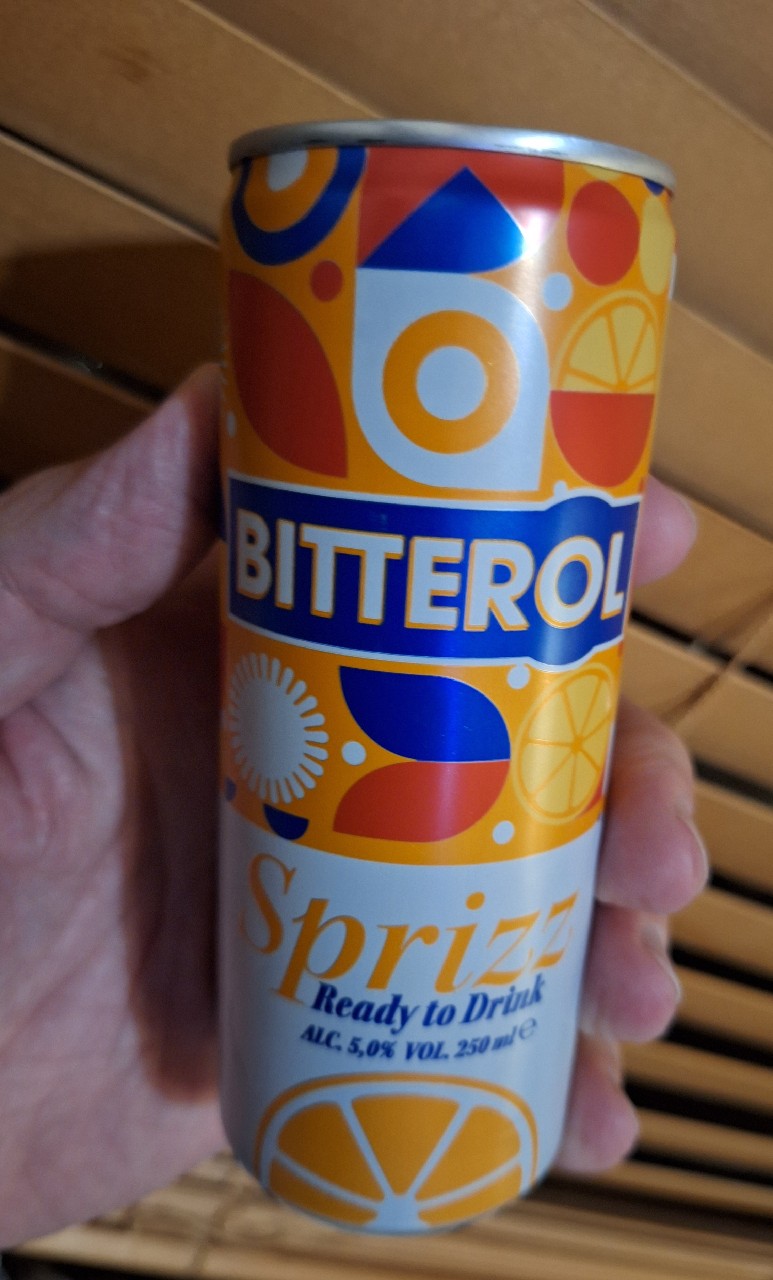 BITTEROL
Sprizz
Ready to Drink
ALC. 5,0% VOL. 250 ml ℮